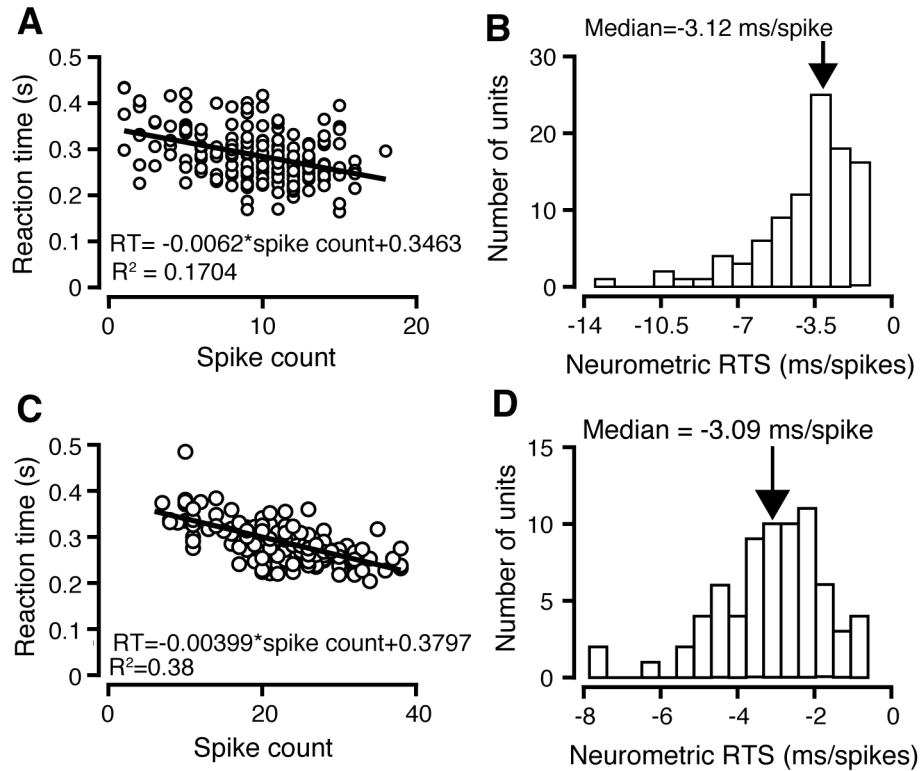 A
Reaction time (s)
0.5
0.4
0.3
0.2
0.1
0
RT= -0.0062*spike count+0.3463
R² = 0.1704
0 10 20
Spike count
B
Median=-3.12 ms/spike
Number of units
30
20
10
0
-14 -10.5 -7 -3.5 0
Neurometric RTS (ms/spikes)
C
Reaction time (s)
0.5
0.4
0.3
0.2
0.1
0
RT=-0.00399*spike count+0.3797
R²=0.38
0 20 40
Spike count
D
Median = -3.09 ms/spike
Number of units
15
10
5
0
-8 -6 -4 -2 0
Neurometric RTS (ms/spikes)